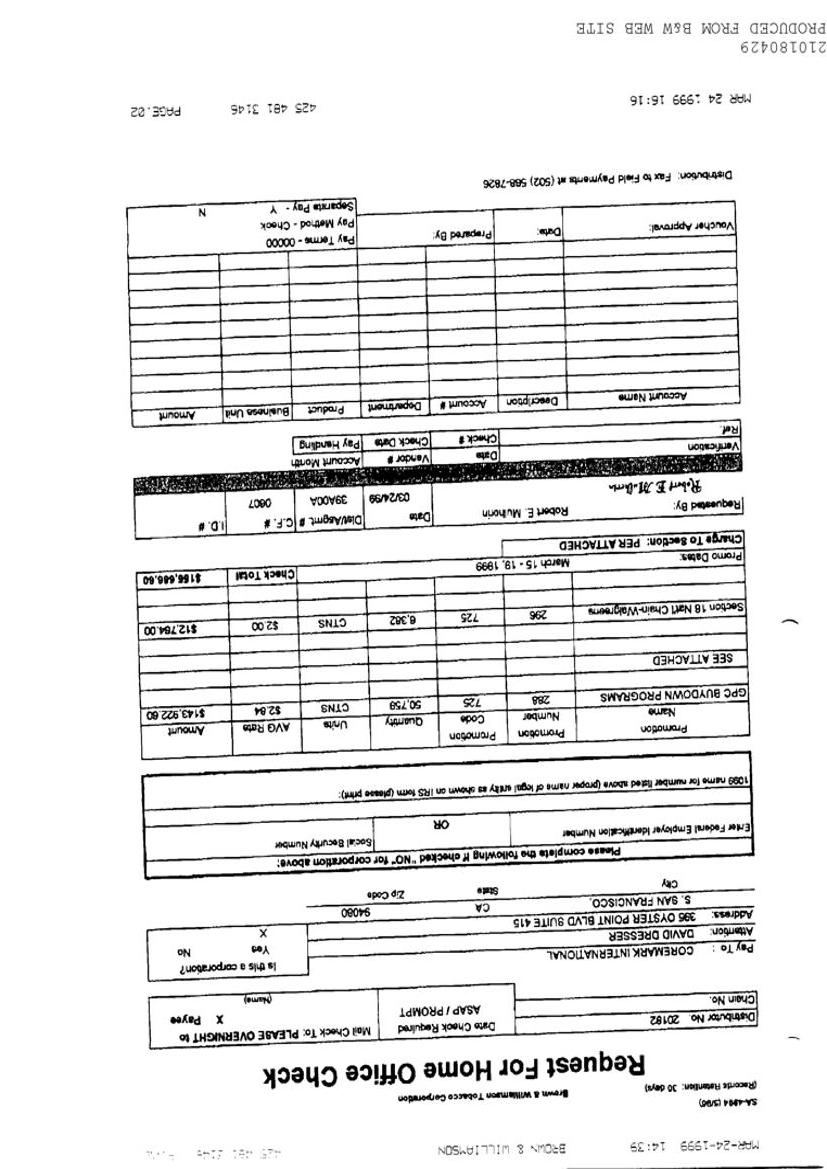 MAR-24-1999 14:39 BROWN & WILLIAMSON 425 481 3146
SA-4994 (5/96)
(Records Retention: 30 days)
Brown & Williamson Tobacco Corporation
Request For Home Office Check
Distributor No. 20182
Chain No.
Date Check Required
ASAP / PROMPT
Mail Check To: PLEASE OVERNIGHT to
X Payee
(Name)
Pay To : COREMARK INTERNATIONAL
Attention: DAVID DRESSER
Address: 395 OYSTER POINT BLVD SUITE 415
S. SAN FRANCISCO, CA 94080
City State Zip Code
Is this a corporation?
Yes No
X
Please complete the following if checked "NO" for corporation above:
Enter Federal Employer Identification Number OR Social Security Number
1099 name for number listed above (proper name of legal entity as shown on IRS form (please print):
Promotion Name Promotion Number Promotion Code Quantity Units AVG Rate Amount
GPC BUYDOWN PROGRAMS 288 725 50,759 CTNS $2.84 $143,922.60
SEE ATTACHED
Section 18 Nat'l Chain-Walgreens 296 725 6,382 CTNS $2.00 $12,764.00
Promo Dates: March 15 - 19, 1999 Check Total $156,686.60
Charge To Section: PER ATTACHED
Requested By: Robert E. Muhorin Date 03/24/99 Dist/Asgmt. # 39A00A C.F. # 0607 I.D. #
Verification Date Vendor # Account Month
Ref. Check # Check Date Pay Handling
Account Name Description Account # Department Product Business Unit Amount
Voucher Approval: Date: Prepared By: Pay Terms - 00000
Pay Method - Check
Separate Pay - Y N
Distribution: Fax to Field Payments at (502) 568-7826
MAR 24 1999 16:16 425 481 3146 PAGE.02
210180429
PRODUCED FROM B&W WEB SITE